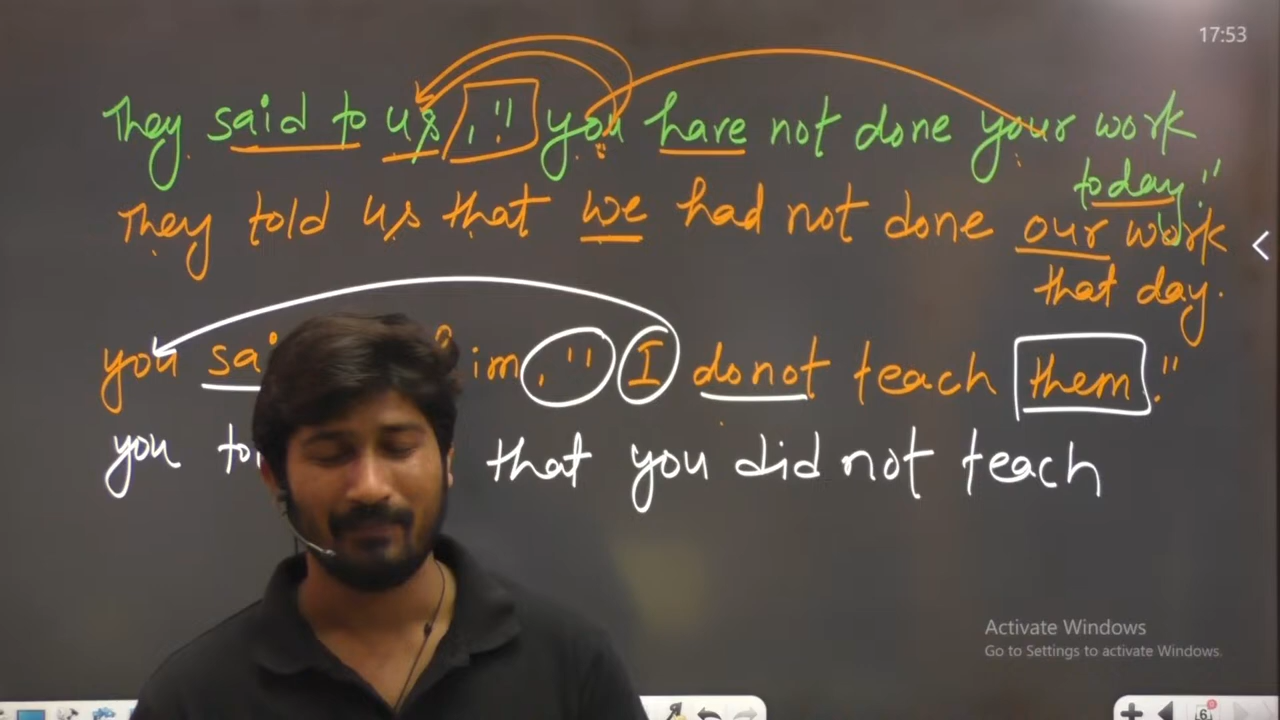 17:53
They said to us, "you have not done your work
today."
They told us that we had not done our work
that day.
you im, " I do not teach them."
you that you did not teach
Activate Windows
Go to Settings to activate Windows.
6